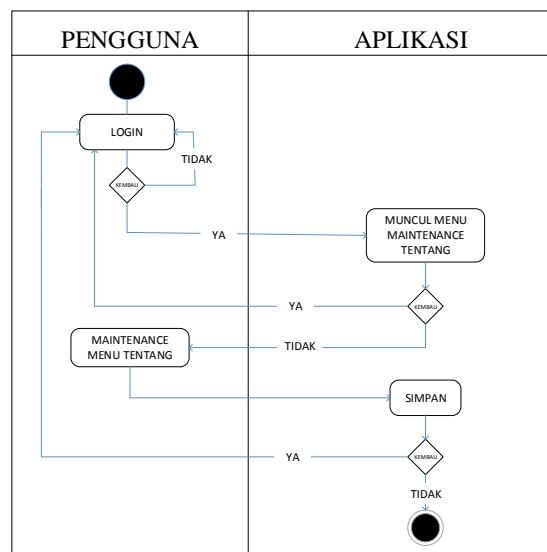 PENGGUNA
APLIKASI
LOGIN
TIDAK
KEMBALI
YA
MUNCUL MENU
MAINTENANCE
TENTANG
KEMBALI
YA
MAINTENANCE
MENU TENTANG
TIDAK
SIMPAN
KEMBALI
YA
TIDAK